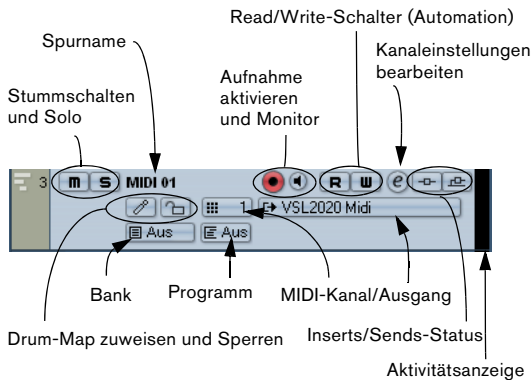 Read/Write-Schalter (Automation)
Spurname
Kanaleinstellungen
bearbeiten
Aufnahme
aktivieren
und Monitor
Stummschalten
und Solo
3 m S MIDI 01 R W e
1 VSL2020 Midi
Aus Aus
Bank Programm MIDI-Kanal/Ausgang
Drum-Map zuweisen und Sperren Inserts/Sends-Status
Aktivitätsanzeige